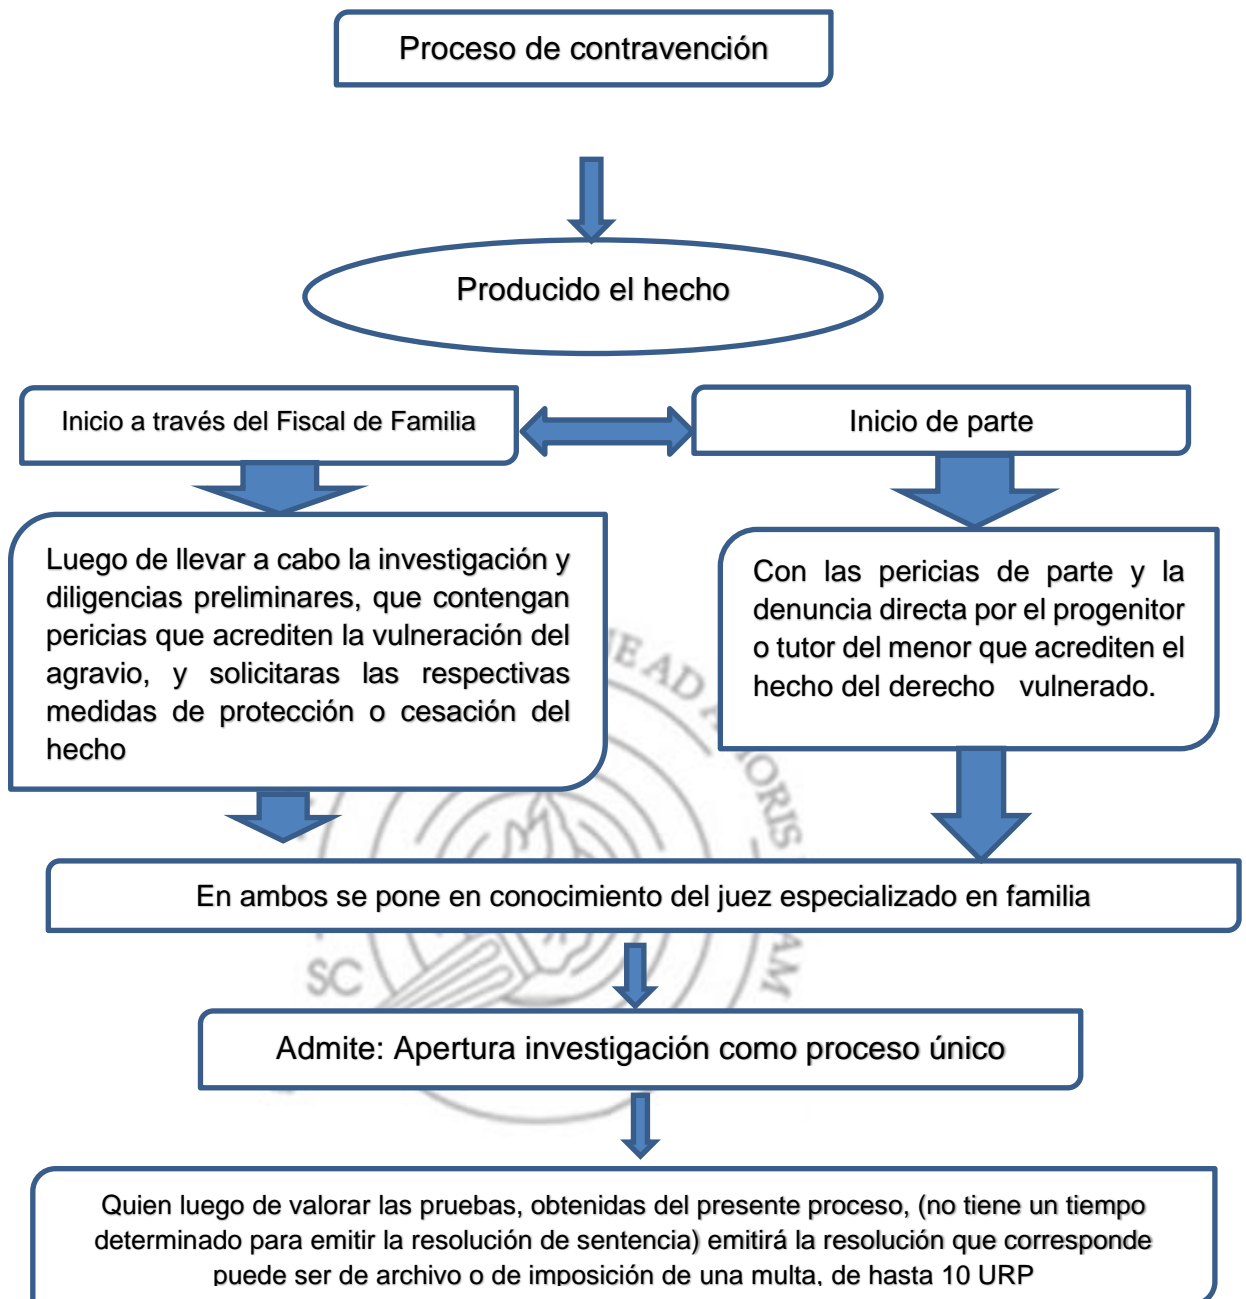 Proceso de contravención
Producido el hecho
Inicio a través del Fiscal de Familia
Inicio de parte
Luego de llevar a cabo la investigación y
diligencias preliminares, que contengan
pericias que acrediten la vulneración del
agravio, y solicitaras las respectivas
medidas de protección o cesación del
hecho
Con las pericias de parte y la
denuncia directa por el progenitor
o tutor del menor que acrediten el
hecho del derecho vulnerado.
En ambos se pone en conocimiento del juez especializado en familia
Admite: Apertura investigación como proceso único
Quien luego de valorar las pruebas, obtenidas del presente proceso, (no tiene un tiempo
determinado para emitir la resolución de sentencia) emitirá la resolución que corresponde
puede ser de archivo o de imposición de una multa, de hasta 10 URP